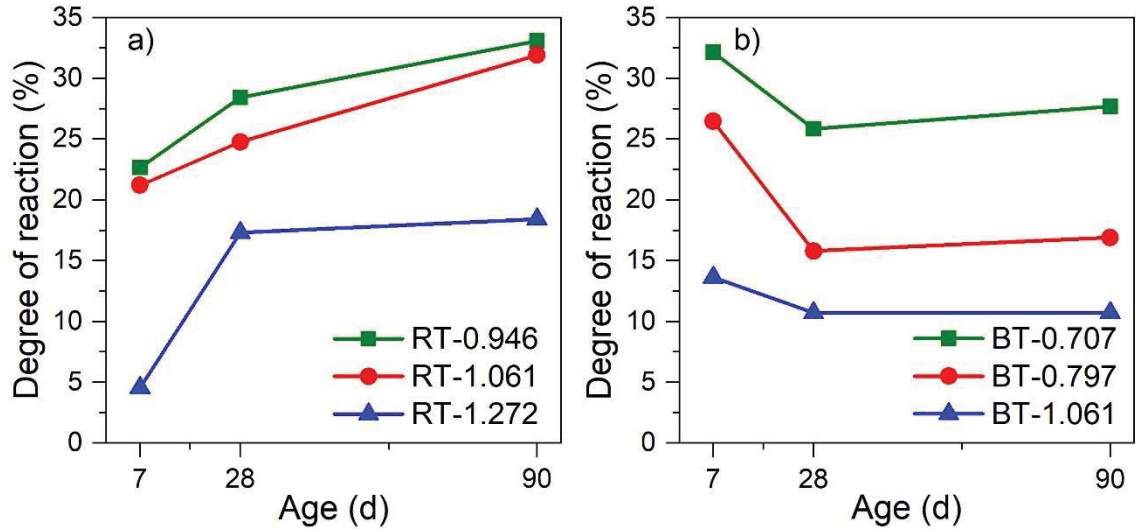 a)
Degree of reaction (%)
35
30
25
20
15
10
5
0
RT-0.946
RT-1.061
RT-1.272
7 28 90
Age (d)
b)
Degree of reaction (%)
35
30
25
20
15
10
5
0
BT-0.707
BT-0.797
BT-1.061
7 28 90
Age (d)